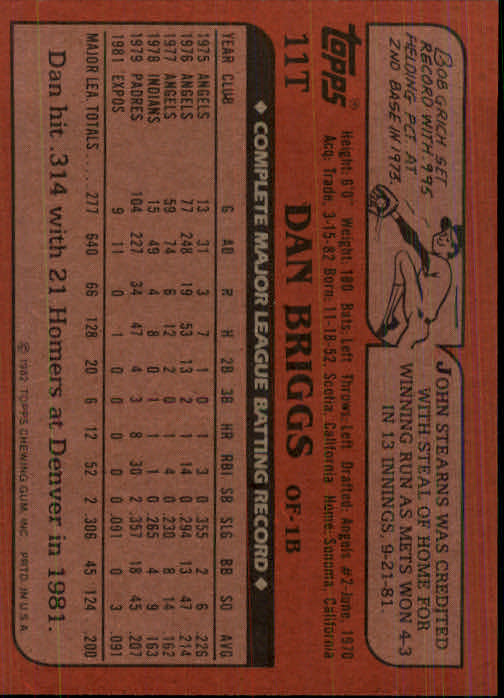 BOB GRICH SET
RECORD WITH .995
FIELDING PCT AT
2ND BASE IN 1973.
JOHN STEARNS WAS CREDITED
WITH STEAL OF HOME FOR
WINNING RUN AS METS WON 4-3
IN 13 INNINGS, 9-21-81.
topps®
Height: 6'0" Weight: 180 Bats: Left Throws: Left Drafted: Angels #2-June, 1970
Acq: Trade, 3-15-82 Born: 11-18-52 Scotia, California Home: Sonoma, California
11T DAN BRIGGS OF-1B
◆ COMPLETE MAJOR LEAGUE BATTING RECORD ◆
YEAR CLUB G AB R H 2B 3B HR RBI SB SLG BB SO AVG
1975 ANGELS 13 31 3 7 1 0 1 3 0 .355 2 6 .226
1976 ANGELS 77 248 19 53 13 2 1 14 0 .294 13 47 .214
1977 ANGELS 59 74 6 12 2 0 1 4 0 .230 8 14 .162
1978 INDIANS 15 49 4 8 0 1 1 1 0 .265 4 9 .163
1979 PADRES 104 227 34 47 4 3 8 30 2 .357 18 45 .207
1981 EXPOS 9 11 0 1 0 0 0 0 0 .091 0 3 .091
MAJOR LEA. TOTALS .... 277 640 66 128 20 6 12 52 2 .306 45 124 .200
Dan hit .314 with 21 Homers at Denver in 1981.
© 1982 TOPPS CHEWING GUM, INC. PRTD. IN U.S.A.